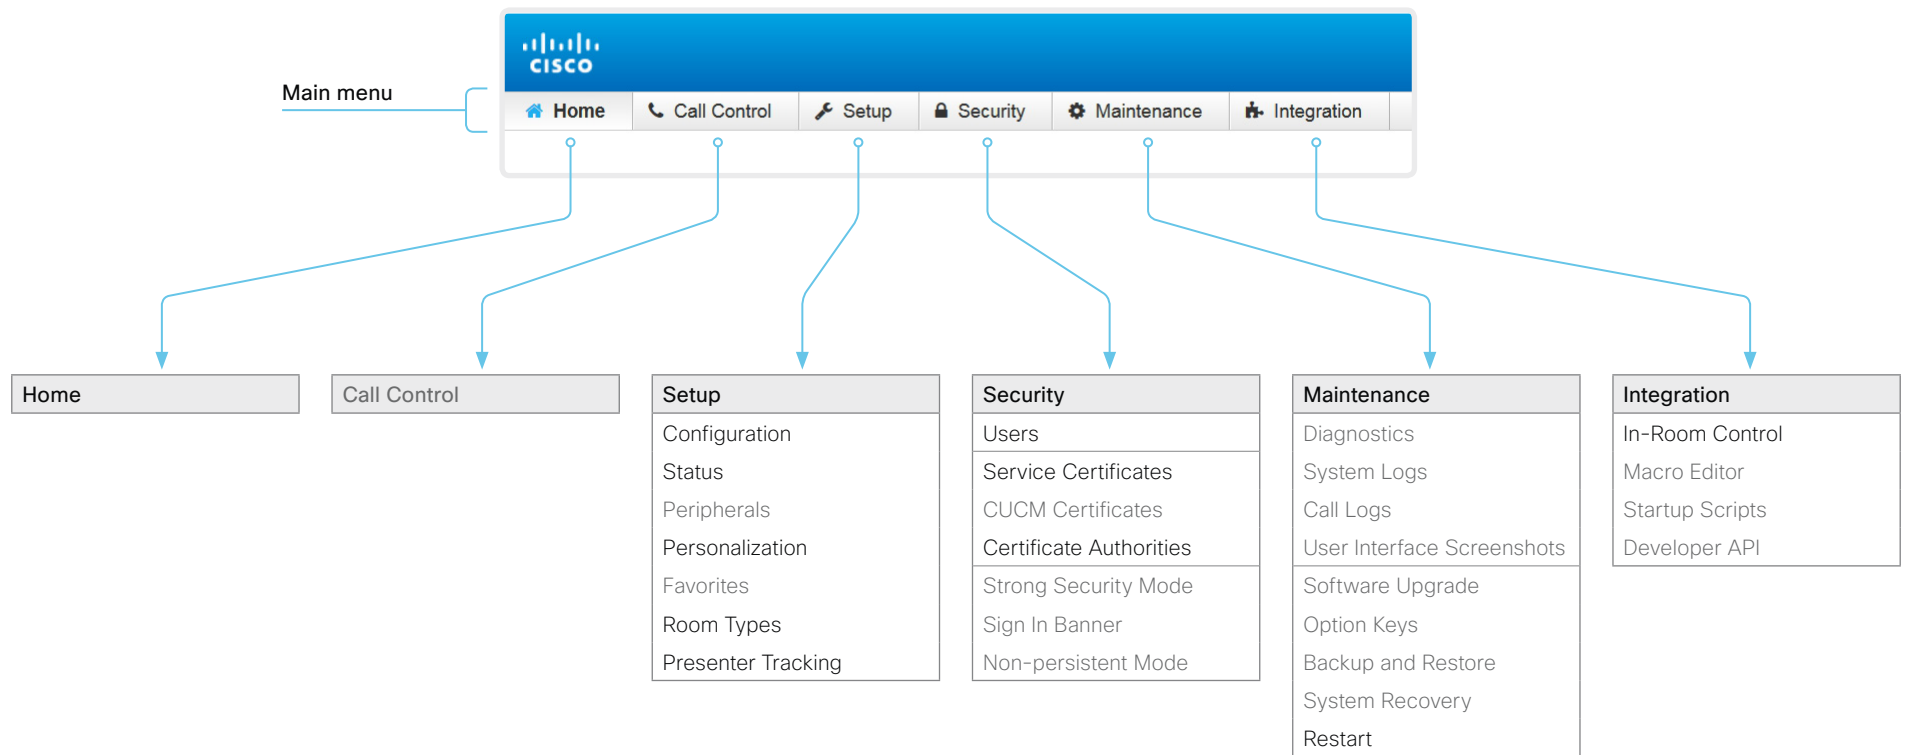 CISCO
Main menu
Home Call Control Setup Security Maintenance Integration
Home
Call Control
Setup
Configuration
Status
Peripherals
Personalization
Favorites
Room Types
Presenter Tracking
Security
Users
Service Certificates
CUCM Certificates
Certificate Authorities
Strong Security Mode
Sign In Banner
Non-persistent Mode
Maintenance
Diagnostics
System Logs
Call Logs
User Interface Screenshots
Software Upgrade
Option Keys
Backup and Restore
System Recovery
Restart
Integration
In-Room Control
Macro Editor
Startup Scripts
Developer API